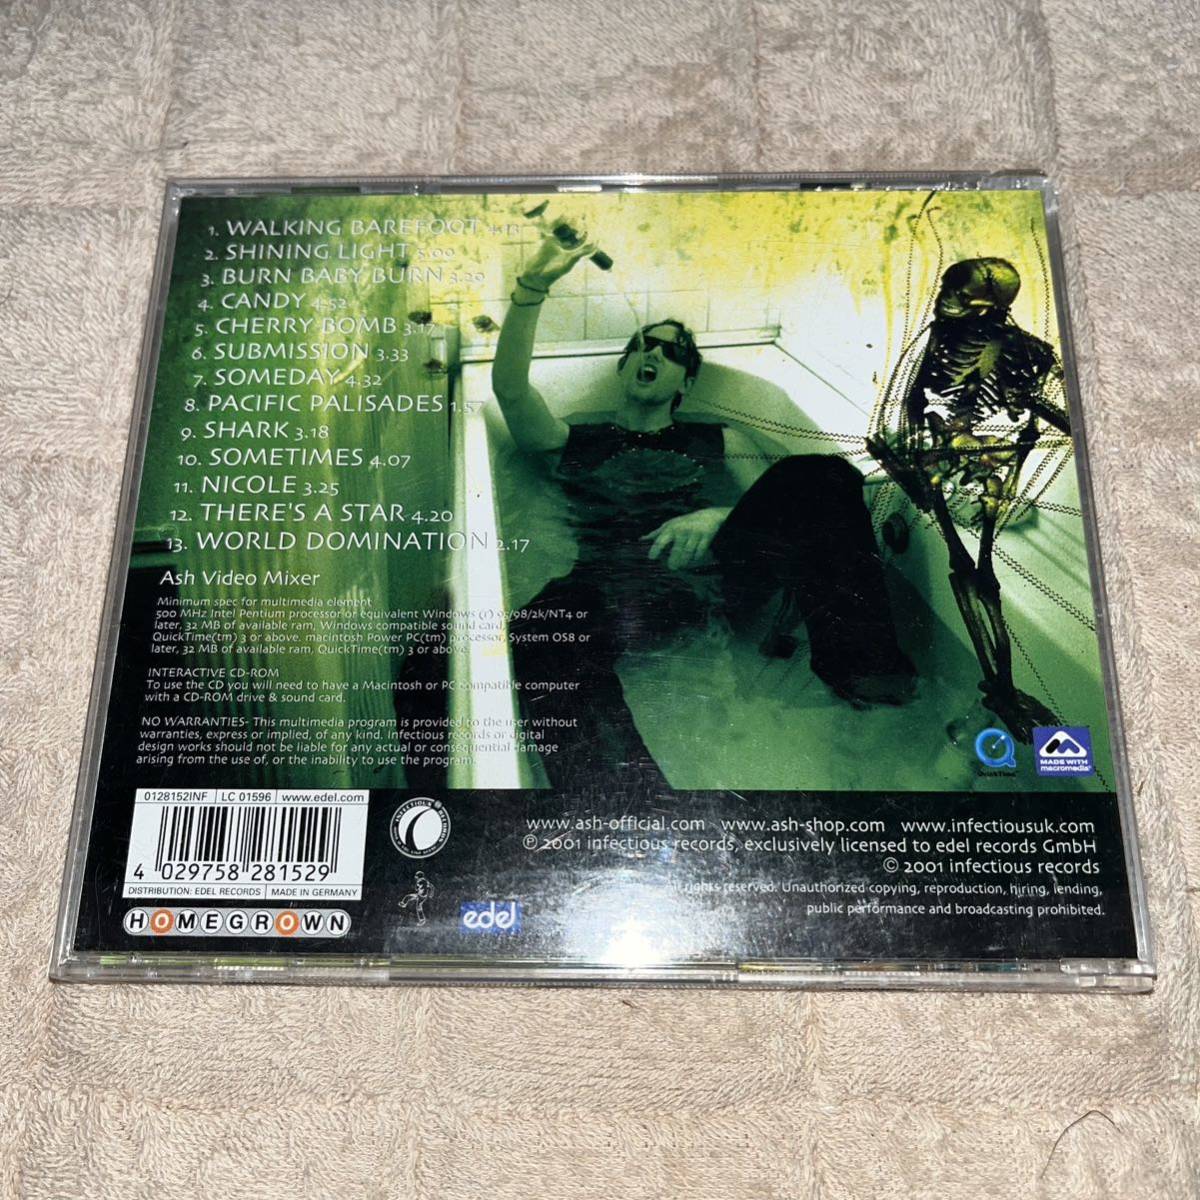 1. WALKING BAREFOOT 4.13
2. SHINING LIGHT 5.00
3. BURN BABY BURN 3.29
4. CANDY 4.52
5. CHERRY BOMB 3.17
6. SUBMISSION 3.33
7. SOMEDAY 4.32
8. PACIFIC PALISADES 1.57
9. SHARK 3.18
10. SOMETIMES 4.07
11. NICOLE 3.25
12. THERE'S A STAR 4.20
13. WORLD DOMINATION 2.17
Ash Video Mixer
Minimum spec for multimedia element
500 MHz Intel Pentium processor or equivalent Windows (r) 95/98/2k/NT4 or
later, 32 MB of available ram, Windows compatible sound card,
QuickTime(tm) 3 or above. macintosh Power PC(tm) processor, System OS8 or
later, 32 MB of available ram, QuickTime(tm) 3 or above.
INTERACTIVE CD-ROM
To use the CD you will need to have a Macintosh or PC compatible computer
with a CD-ROM drive & sound card.
NO WARRANTIES- This multimedia program is provided to the user without
warranties, express or implied, of any kind. Infectious records or digital
design works should not be liable for any actual or consequential damage
arising from the use of, or the inability to use the program.
QuickTime™
MADE WITH
macromedia®
0128152INF LC 01596 www.edel.com
4 029758 281529
DISTRIBUTION: EDEL RECORDS MADE IN GERMANY
HOMEGROWN
INFECTIOUS RECORDS
edel
www.ash-official.com www.ash-shop.com www.infectiousuk.com
℗ 2001 infectious records, exclusively licensed to edel records GmbH
© 2001 infectious records
All rights reserved. Unauthorized copying, reproduction, hiring, lending,
public performance and broadcasting prohibited.